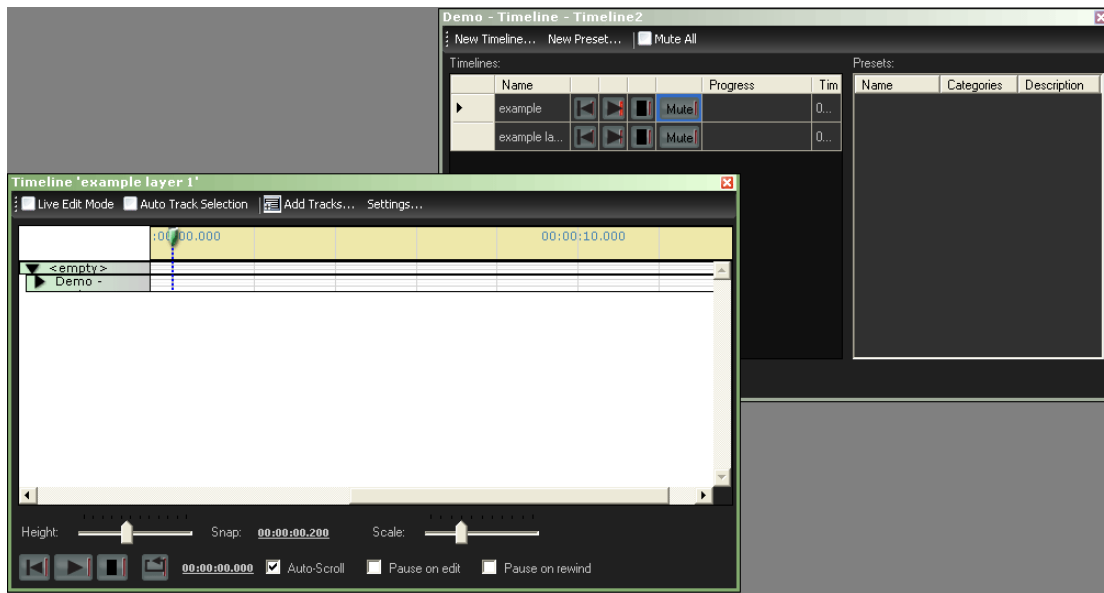 Demo - Timeline - Timeline2
New Timeline... New Preset... Mute All
Timelines:
Presets:
Name Progress Tim
Name Categories Description
example Mute 0...
example la... Mute 0...
Timeline 'example layer 1'
Live Edit Mode Auto Track Selection Add Tracks... Settings...
00.000 00:00:10.000
<empty>
Demo -
Height: Snap: 00:00:00.200 Scale:
00:00:00.000 Auto-Scroll Pause on edit Pause on rewind